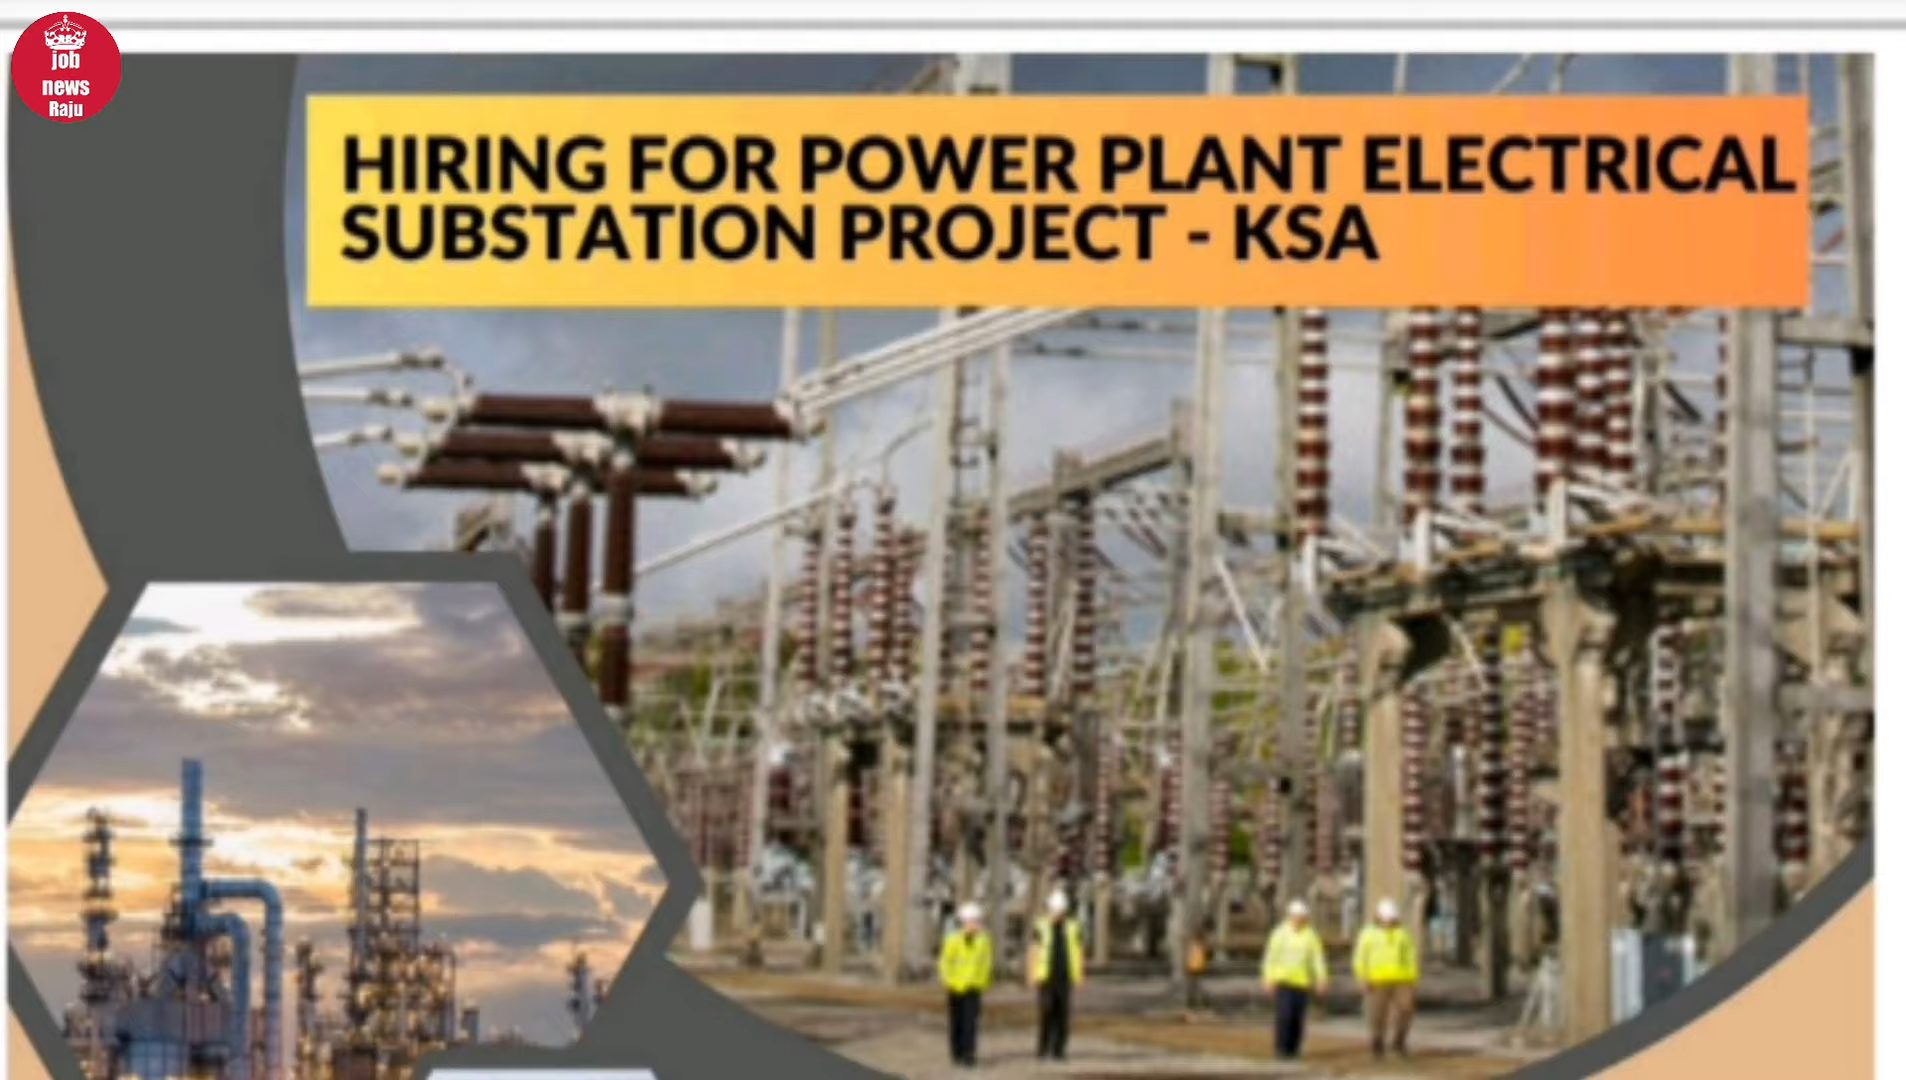 job
news
Raju
HIRING FOR POWER PLANT ELECTRICAL
SUBSTATION PROJECT - KSA